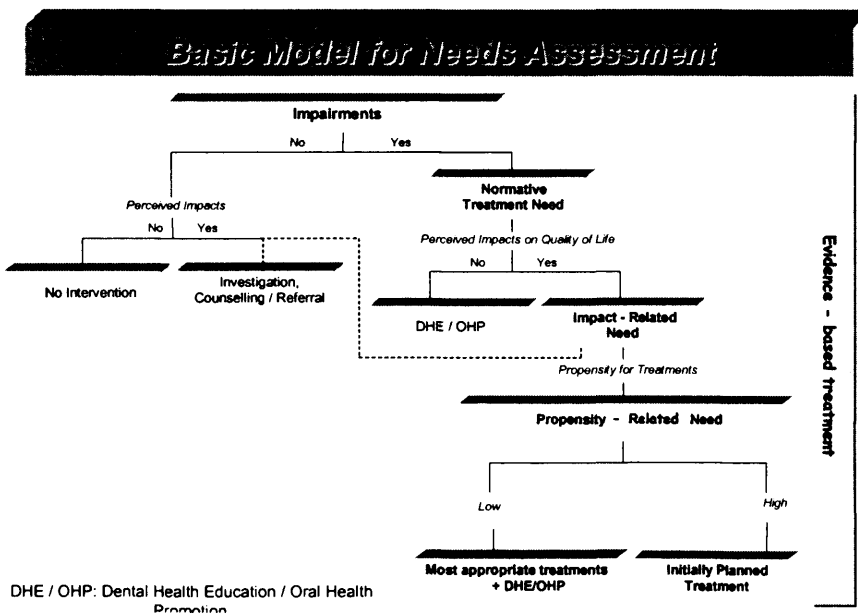 Basic Model for Needs Assessment
Impairments
No Yes
Normative
Treatment Need
Perceived Impacts
No Yes
Perceived Impacts on Quality of Life
No Yes
No Intervention
Investigation,
Counselling / Referral
DHE / OHP
Impact - Related
Need
Propensity for Treatments
Propensity - Related Need
Low
High
Most appropriate treatments
+ DHE/OHP
Initially Planned
Treatment
Evidence - based treatment
DHE / OHP: Dental Health Education / Oral Health
Promotion